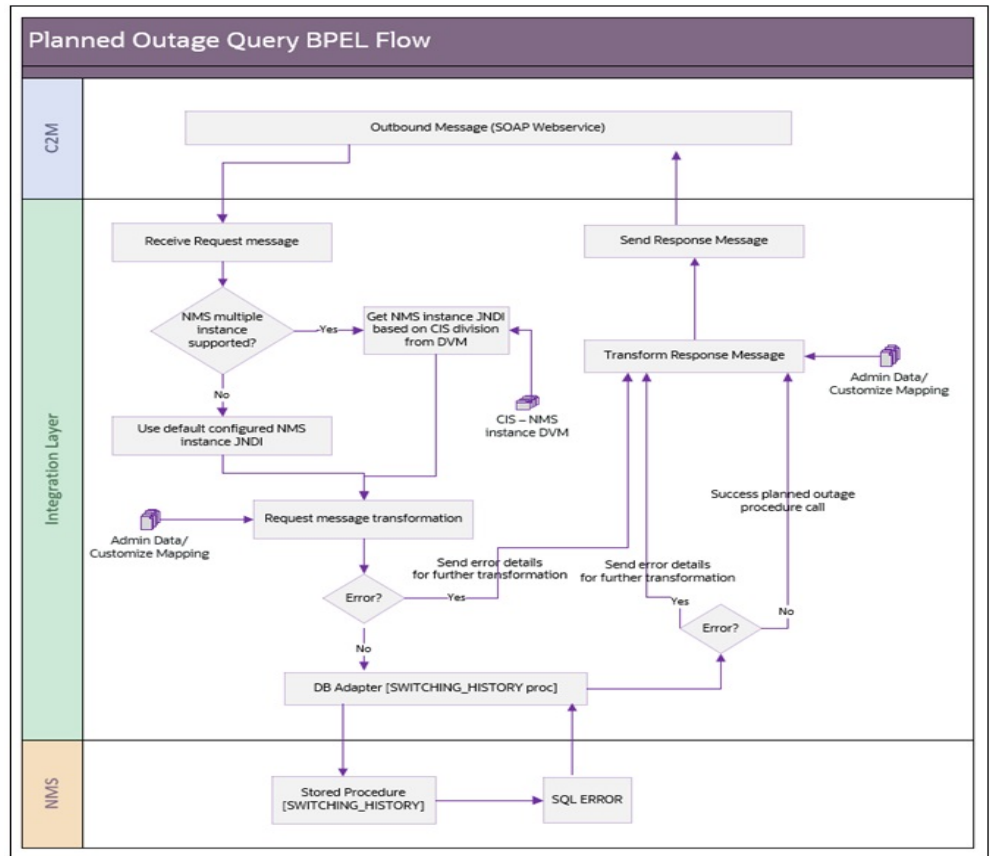 Planned Outage Query BPEL Flow
C2M
Outbound Message (SOAP Webservice)
Integration Layer
Receive Request message
Send Response Message
NMS multiple
instance
supported?
Yes
Get NMS instance JNDI
based on CIS division
from DVM
Transform Response Message
Admin Data/
Customize Mapping
No
CIS – NMS
instance DVM
Use default configured NMS
instance JNDI
Success planned outage
procedure call
Request message transformation
Admin Data/
Customize Mapping
Send error details
for further transformation
Send error details
for further transformation
Error?
Yes
Yes
No
Error?
No
DB Adapter [SWITCHING_HISTORY proc]
NMS
Stored Procedure
[SWITCHING_HISTORY]
SQL ERROR